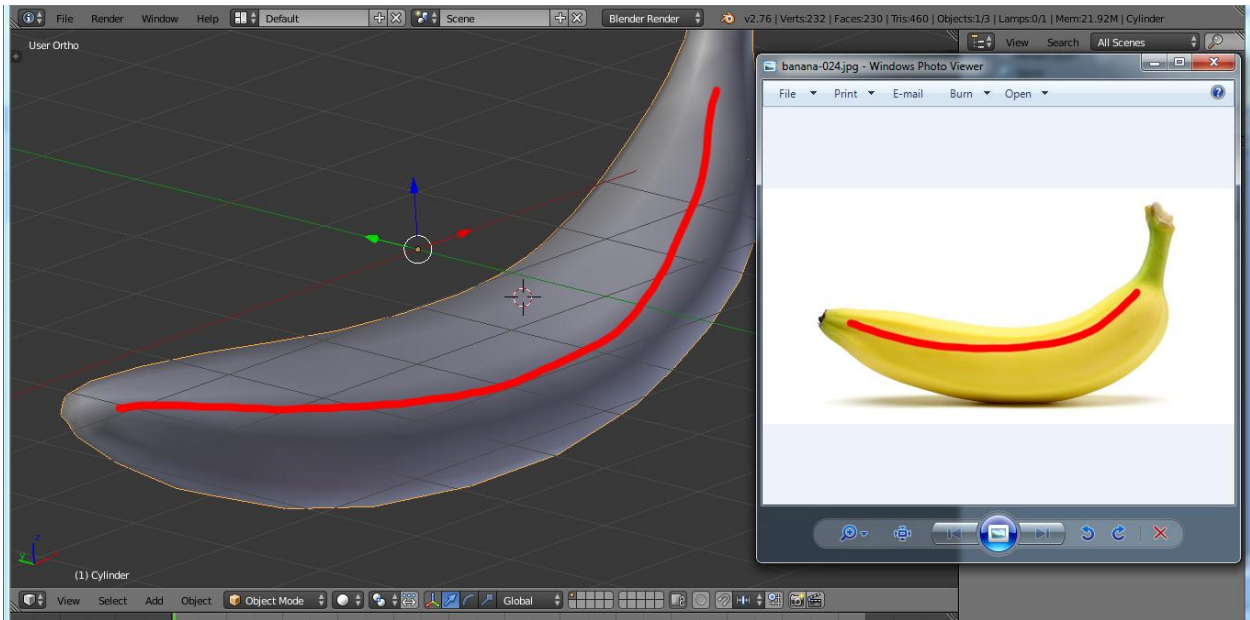 File Render Window Help Default Scene Blender Render v2.76 | Verts:232 | Faces:230 | Tris:460 | Objects:1/3 | Lamps:0/1 | Mem:21.92M | Cylinder
User Ortho
View Search All Scenes
banana-024.jpg - Windows Photo Viewer
File Print E-mail Burn Open
z
y
(1) Cylinder
View Select Add Object Object Mode Global